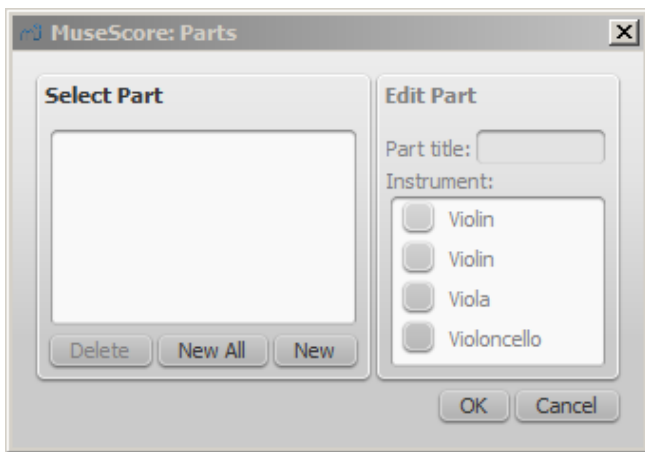 MuseScore: Parts
Select Part
Delete New All New
Edit Part
Part title:
Instrument:
Violin
Violin
Viola
Violoncello
OK Cancel